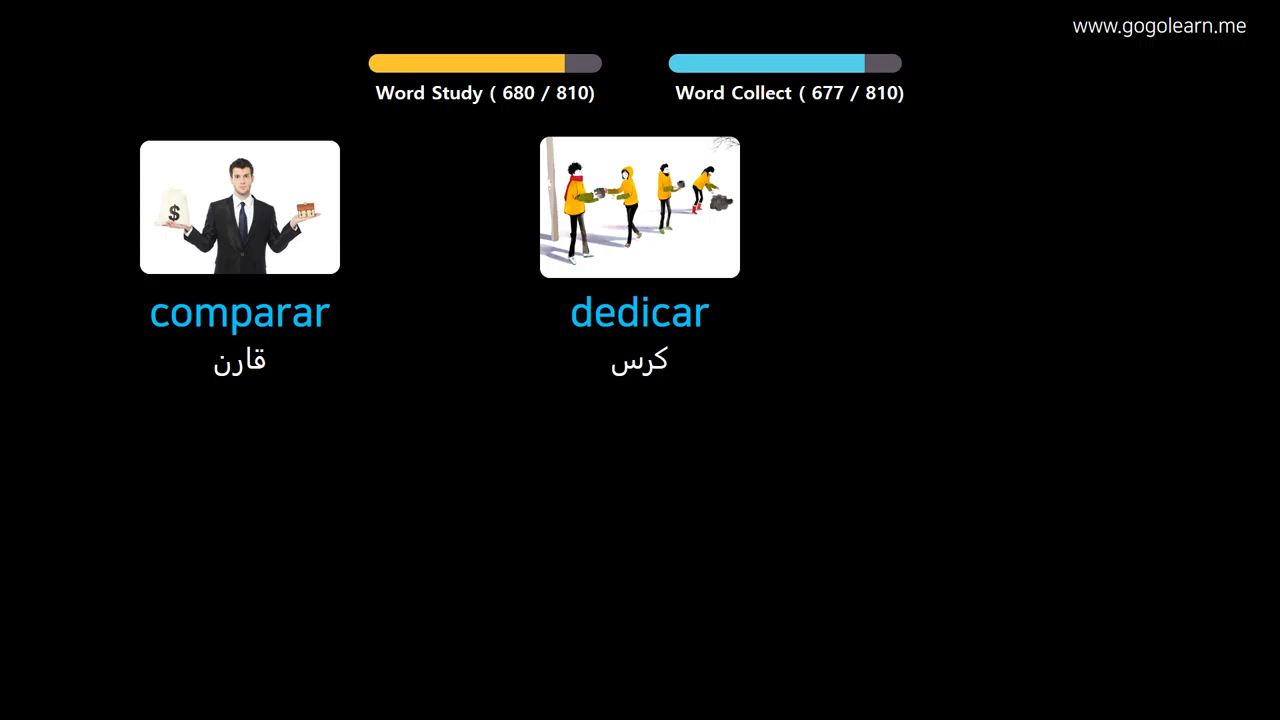 www.gogolearn.me
Word Study ( 680 / 810)
Word Collect ( 677 / 810)
$
comparar
قارن
dedicar
كرس